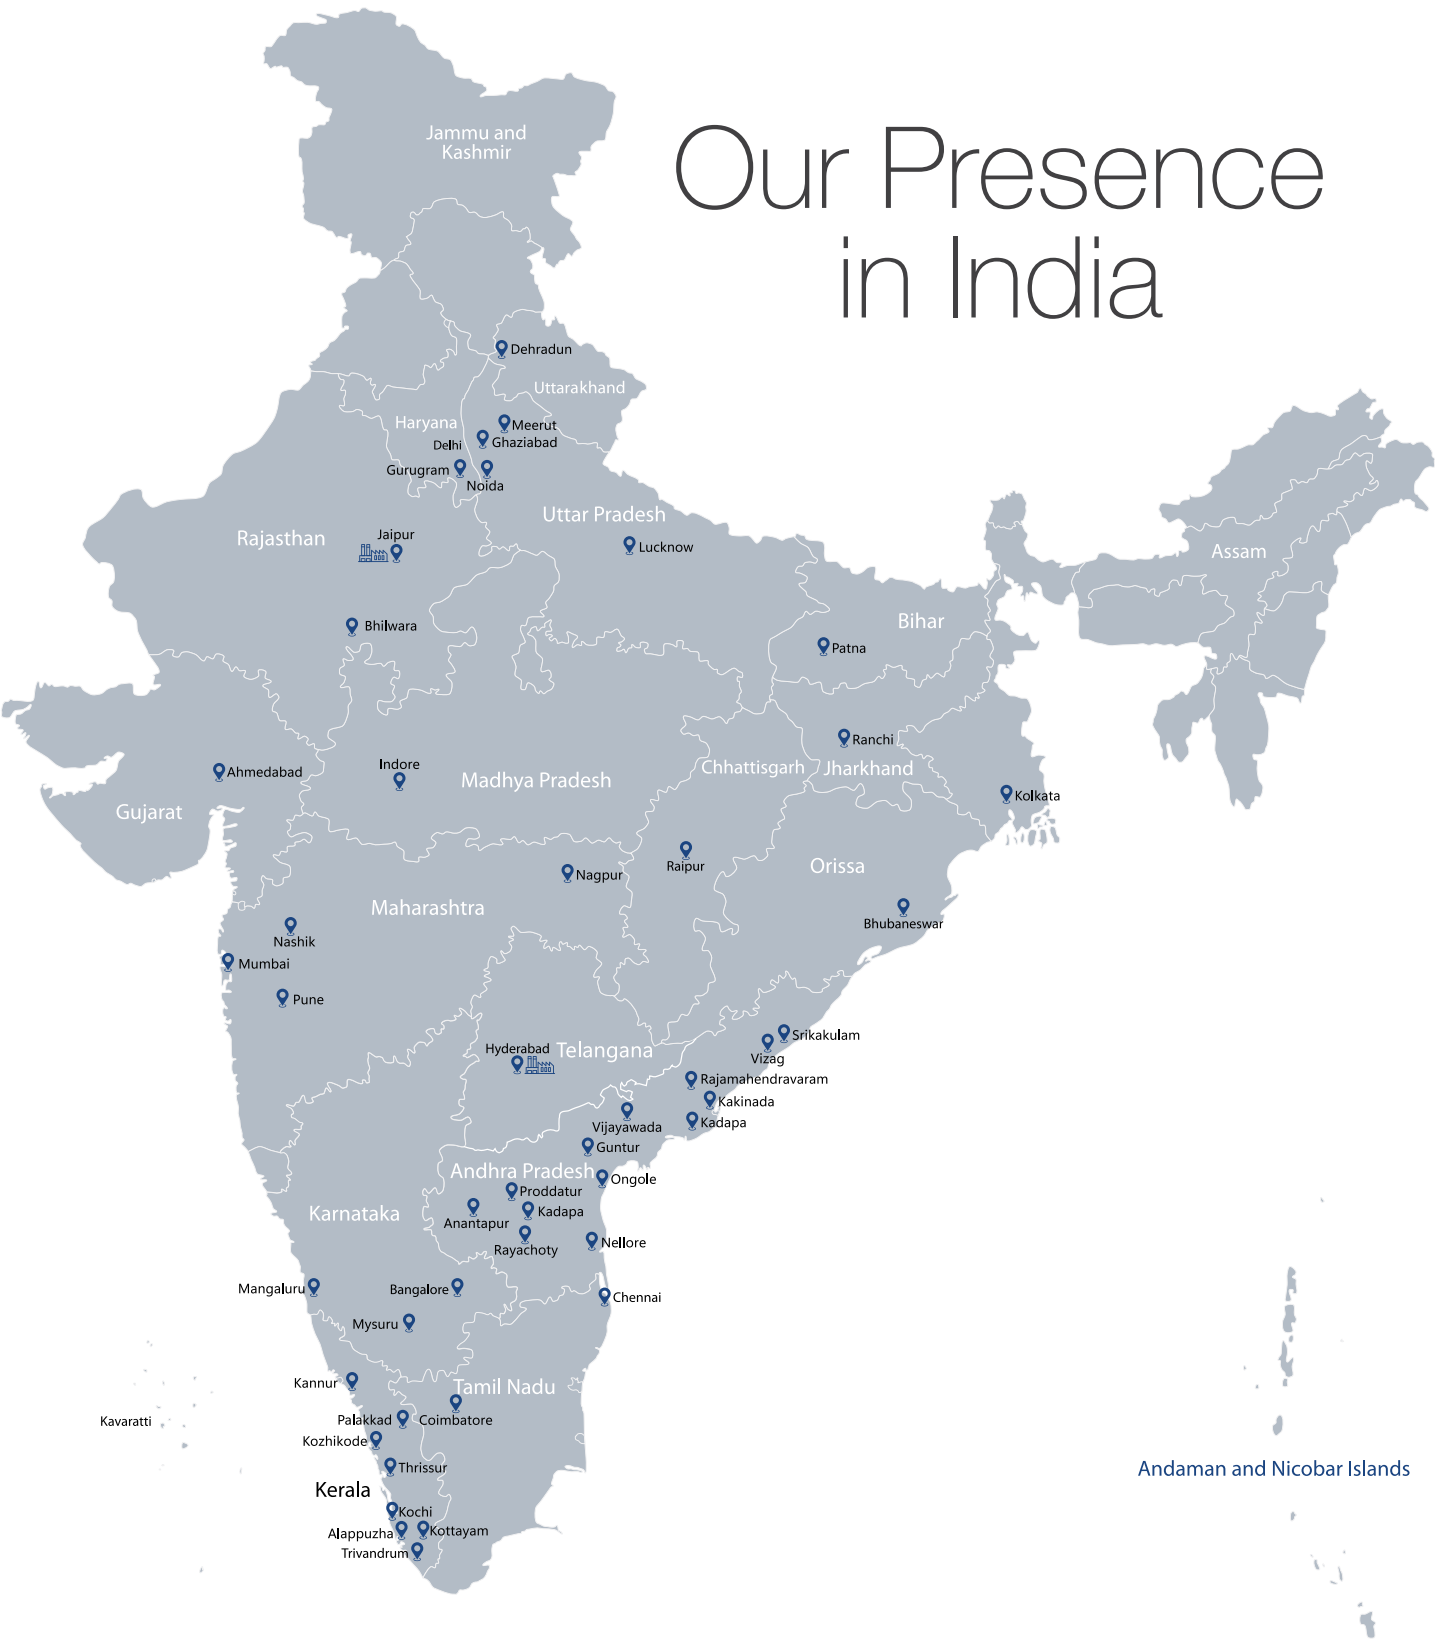 Our Presence
in India
Jammu and
Kashmir
Dehradun
Uttarakhand
Haryana
Meerut
Delhi
Ghaziabad
Gurugram
Noida
Uttar Pradesh
Rajasthan
Jaipur
Lucknow
Assam
Bhilwara
Bihar
Patna
Ranchi
Ahmedabad
Indore
Madhya Pradesh
Chhattisgarh
Jharkhand
Kolkata
Gujarat
Raipur
Orissa
Nagpur
Maharashtra
Bhubaneswar
Nashik
Mumbai
Pune
Srikakulam
Hyderabad
Telangana
Vizag
Rajamahendravaram
Kakinada
Kadapa
Vijayawada
Guntur
Andhra Pradesh
Ongole
Proddatur
Karnataka
Kadapa
Anantapur
Rayachoty
Nellore
Mangaluru
Bangalore
Chennai
Mysuru
Kannur
Tamil Nadu
Kavaratti
Palakkad
Coimbatore
Kozhikode
Thrissur
Andaman and Nicobar Islands
Kerala
Kochi
Alappuzha
Kottayam
Trivandrum